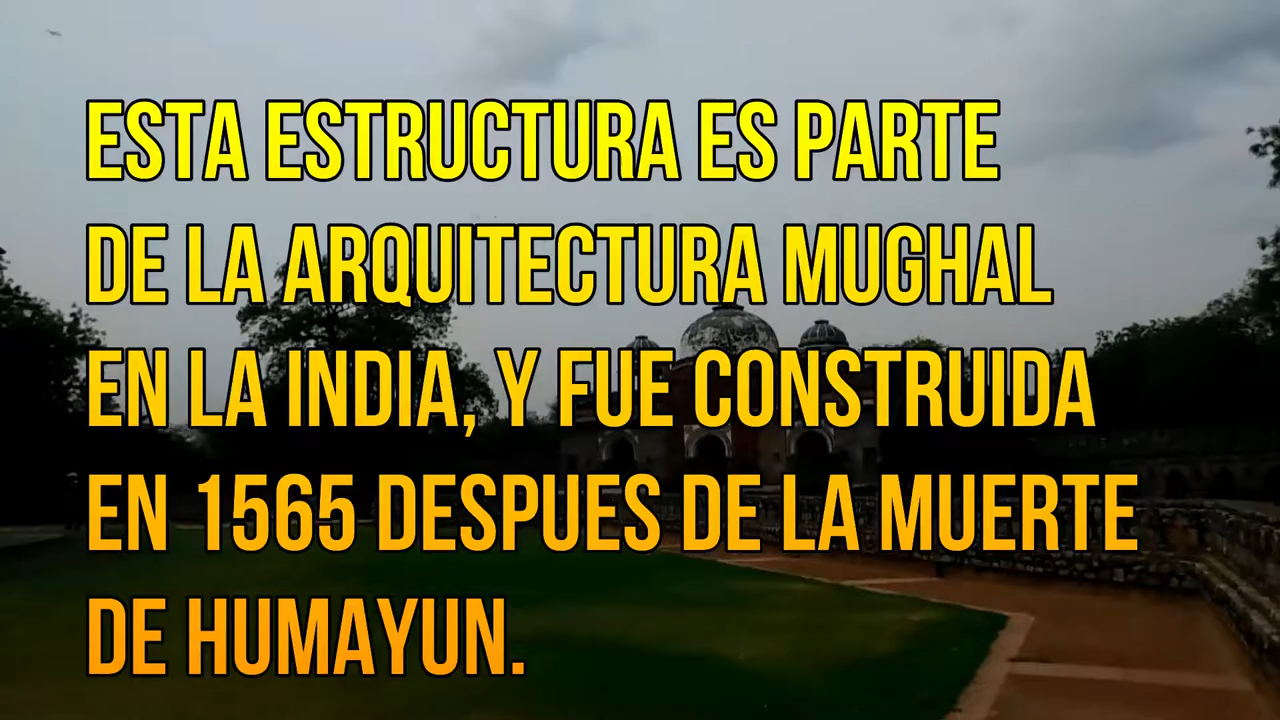 ESTA ESTRUCTURA ES PARTE
DE LA ARQUITECTURA MUGHAL
EN LA INDIA, Y FUE CONSTRUIDA
EN 1565 DESPUES DE LA MUERTE
DE HUMAYUN.